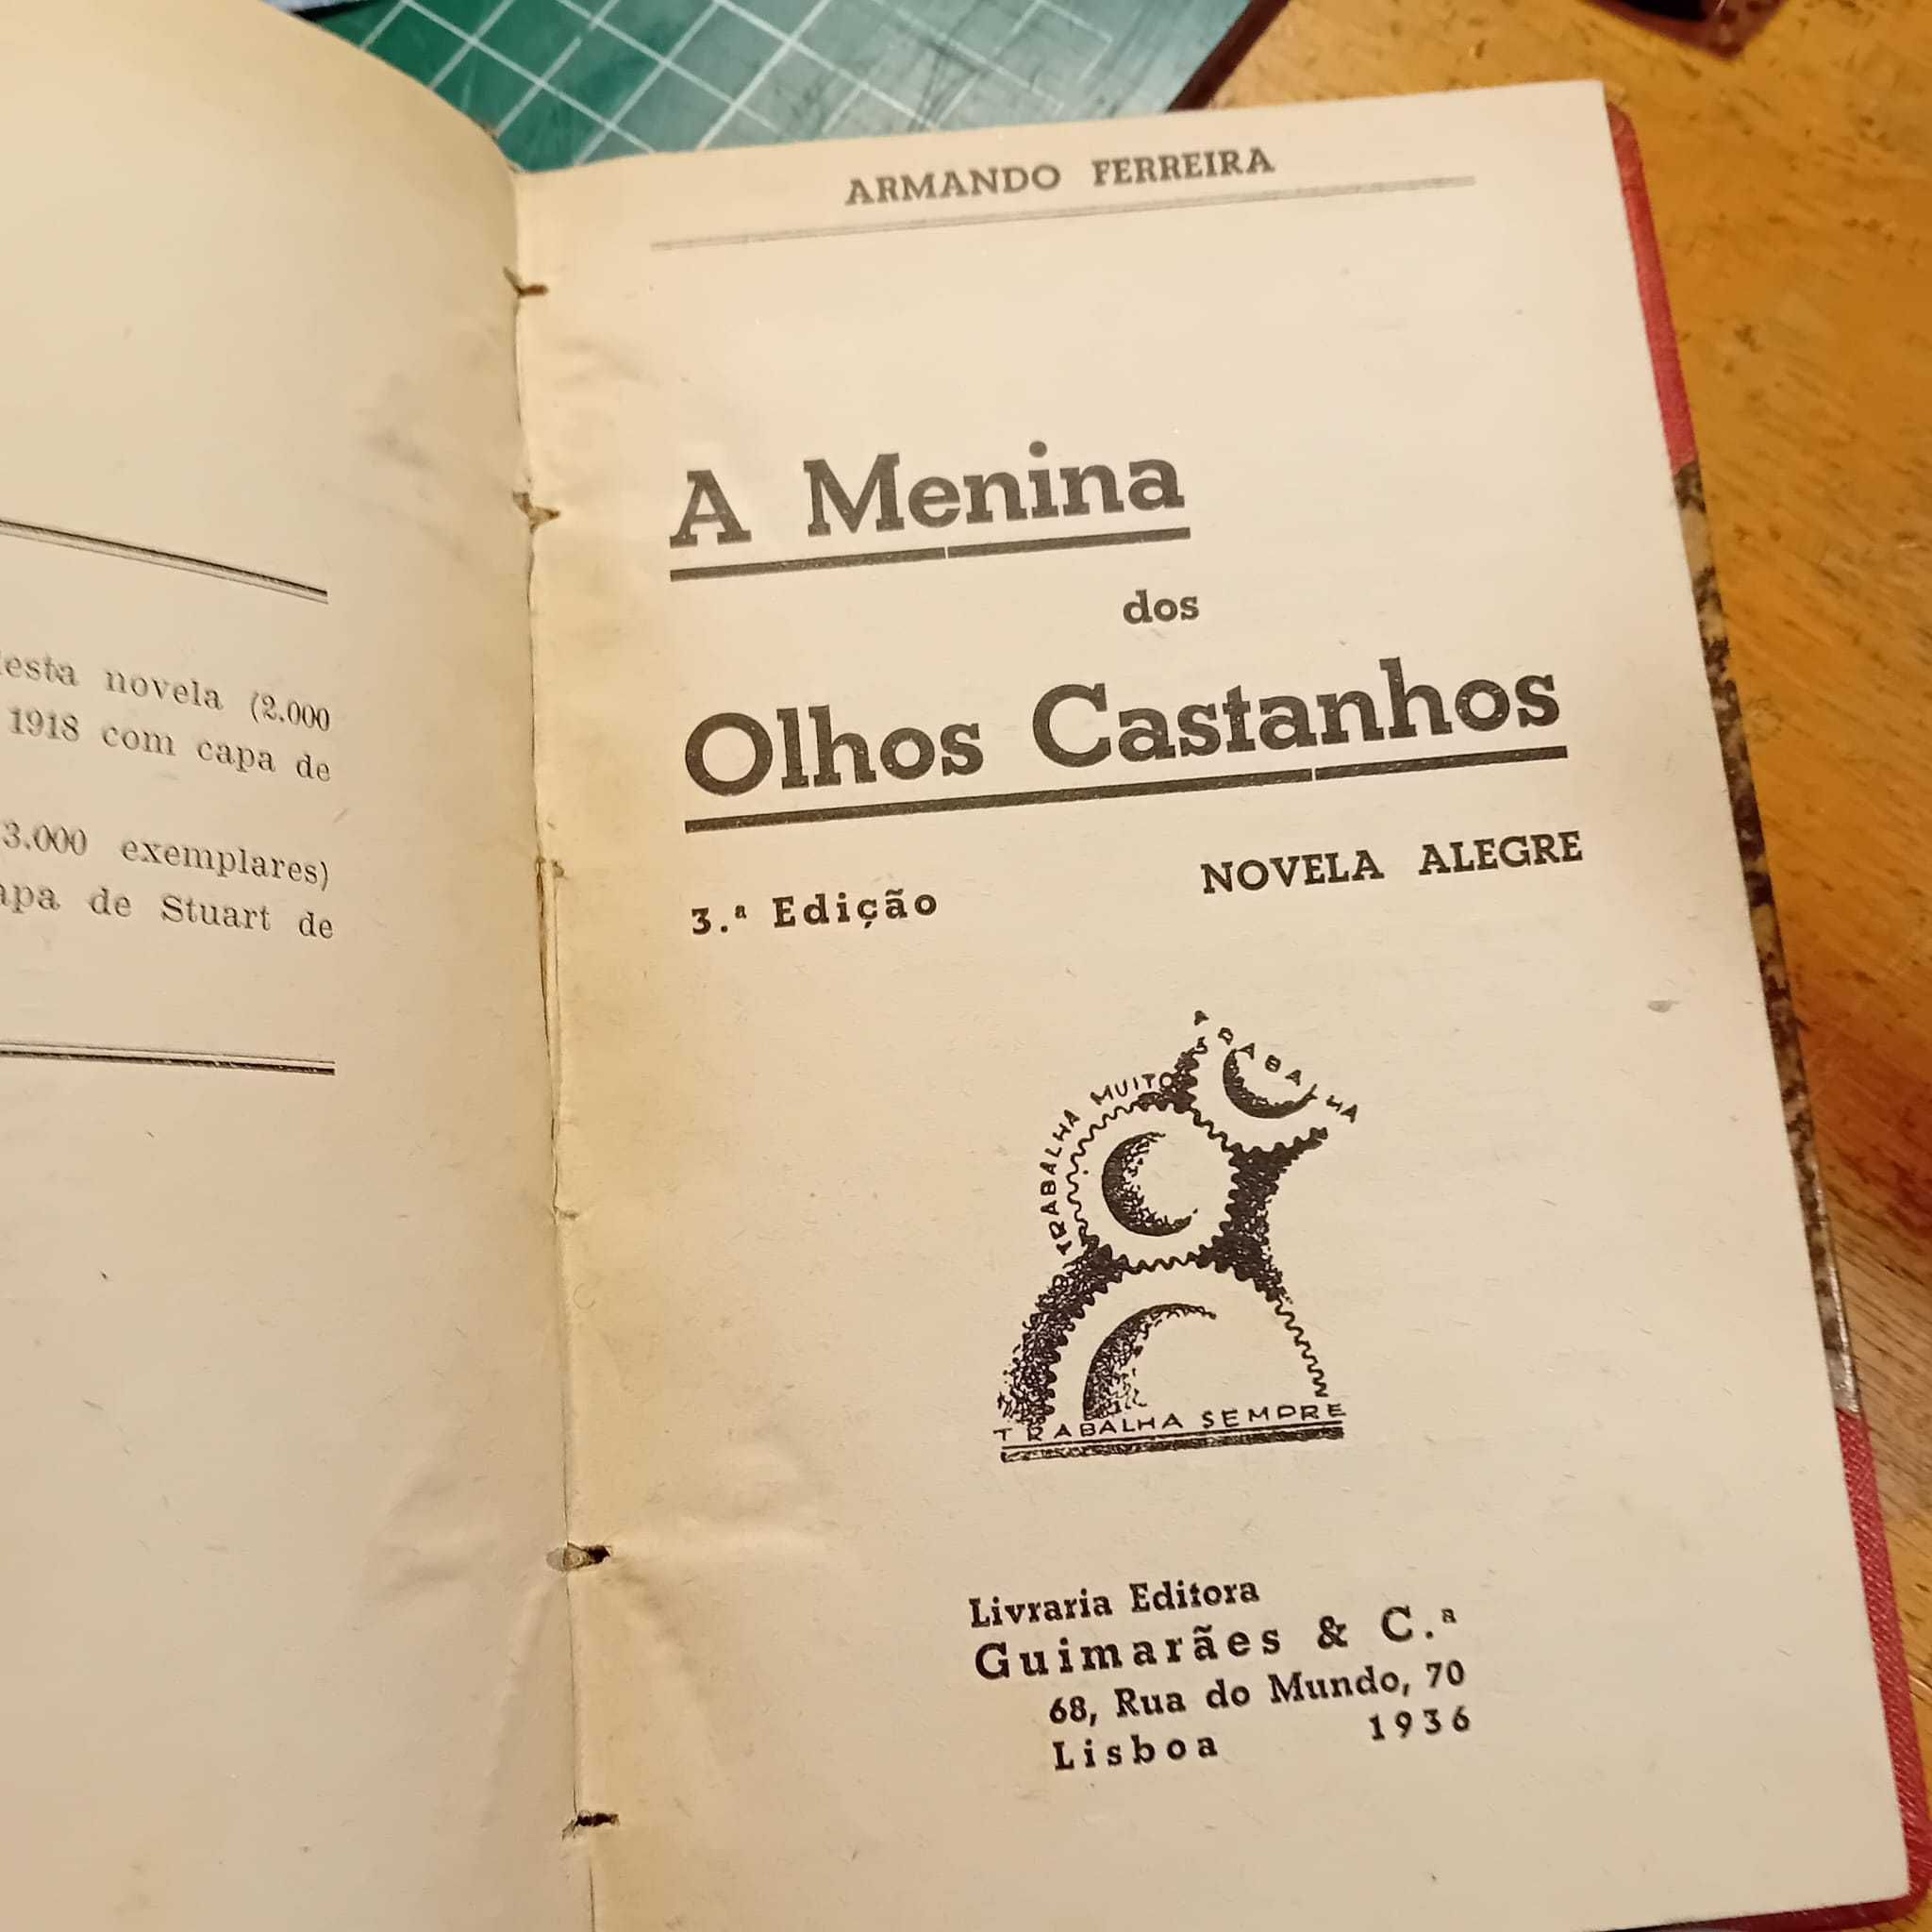 esta novela (2.000
1918 com capa de
3.000 exemplares)
de Stuart de
ARMANDO FERREIRA
A Menina
dos
Olhos Castanhos
NOVELA ALEGRE
3.ª Edição
TRABALHA
TRABALHA MUITO
TRABALHA SEMPRE
Livraria Editora
Guimarães & C.ª
68, Rua do Mundo, 70
Lisboa 1936